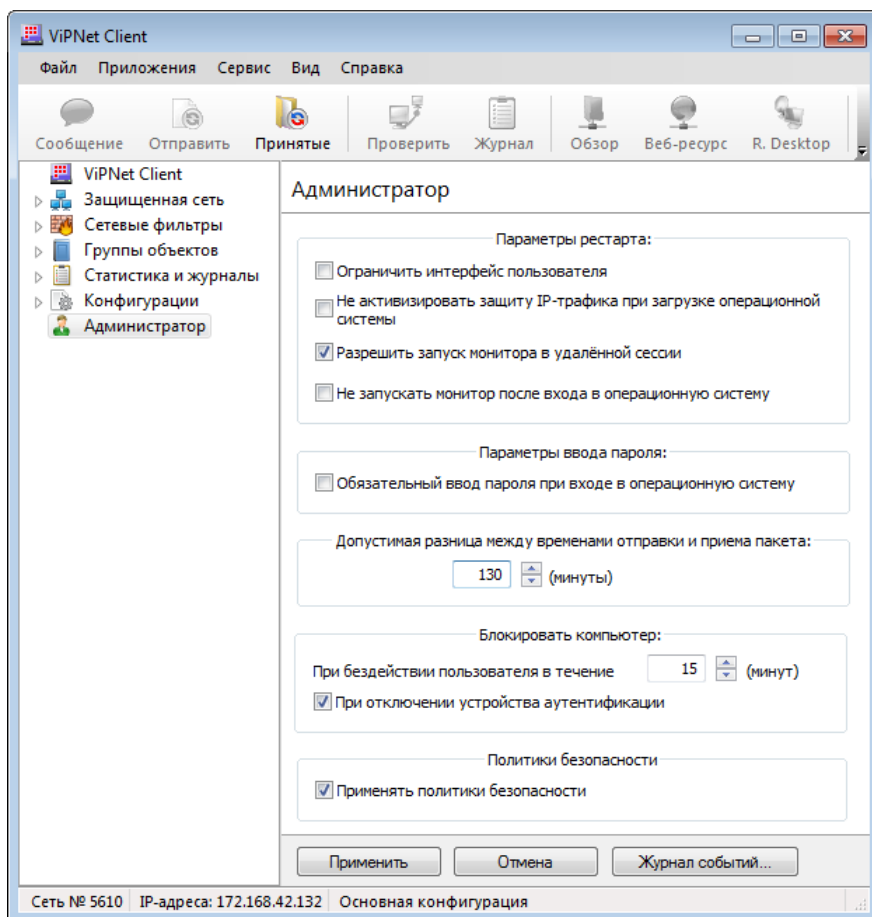 ViPNet Client
Файл Приложения Сервис Вид Справка
Сообщение Отправить Принятые Проверить Журнал Обзор Веб-ресурс R. Desktop
ViPNet Client
Защищенная сеть
Сетевые фильтры
Группы объектов
Статистика и журналы
Конфигурации
Администратор
Администратор
Параметры рестарта:
Ограничить интерфейс пользователя
Не активизировать защиту IP-трафика при загрузке операционной
системы
Разрешить запуск монитора в удалённой сессии
Не запускать монитор после входа в операционную систему
Параметры ввода пароля:
Обязательный ввод пароля при входе в операционную систему
Допустимая разница между временами отправки и приема пакета:
130 (минуты)
Блокировать компьютер:
При бездействии пользователя в течение 15 (минут)
При отключении устройства аутентификации
Политики безопасности
Применять политики безопасности
Применить Отмена Журнал событий...
Сеть № 5610 IP-адреса: 172.168.42.132 Основная конфигурация